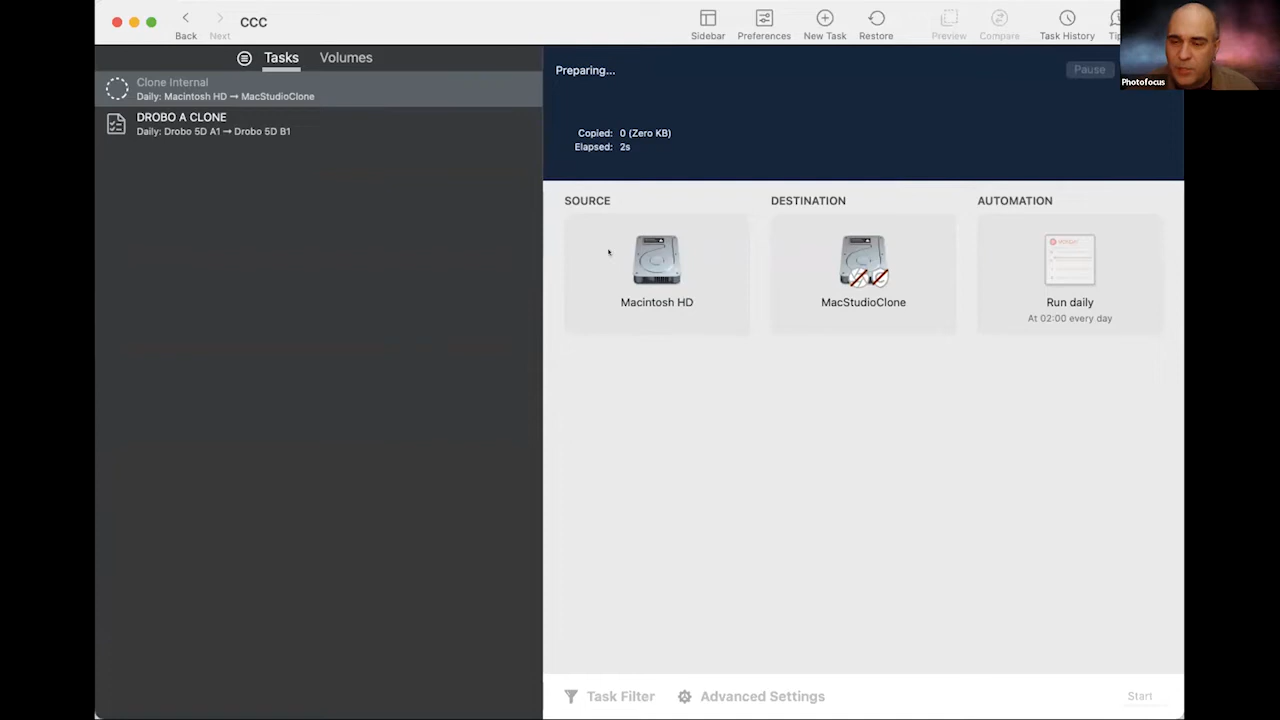 CCC
Back
Next
Sidebar
Preferences
New Task
Restore
Preview
Compare
Task History
Photofocus
Tasks
Volumes
Clone Internal
Daily: Macintosh HD → MacStudioClone
DROBO A CLONE
Daily: Drobo 5D A1 → Drobo 5D B1
Preparing...
Pause
Copied: 0 (Zero KB)
Elapsed: 2s
SOURCE
DESTINATION
AUTOMATION
Macintosh HD
MacStudioClone
Run daily
At 02:00 every day
Task Filter
Advanced Settings
Start